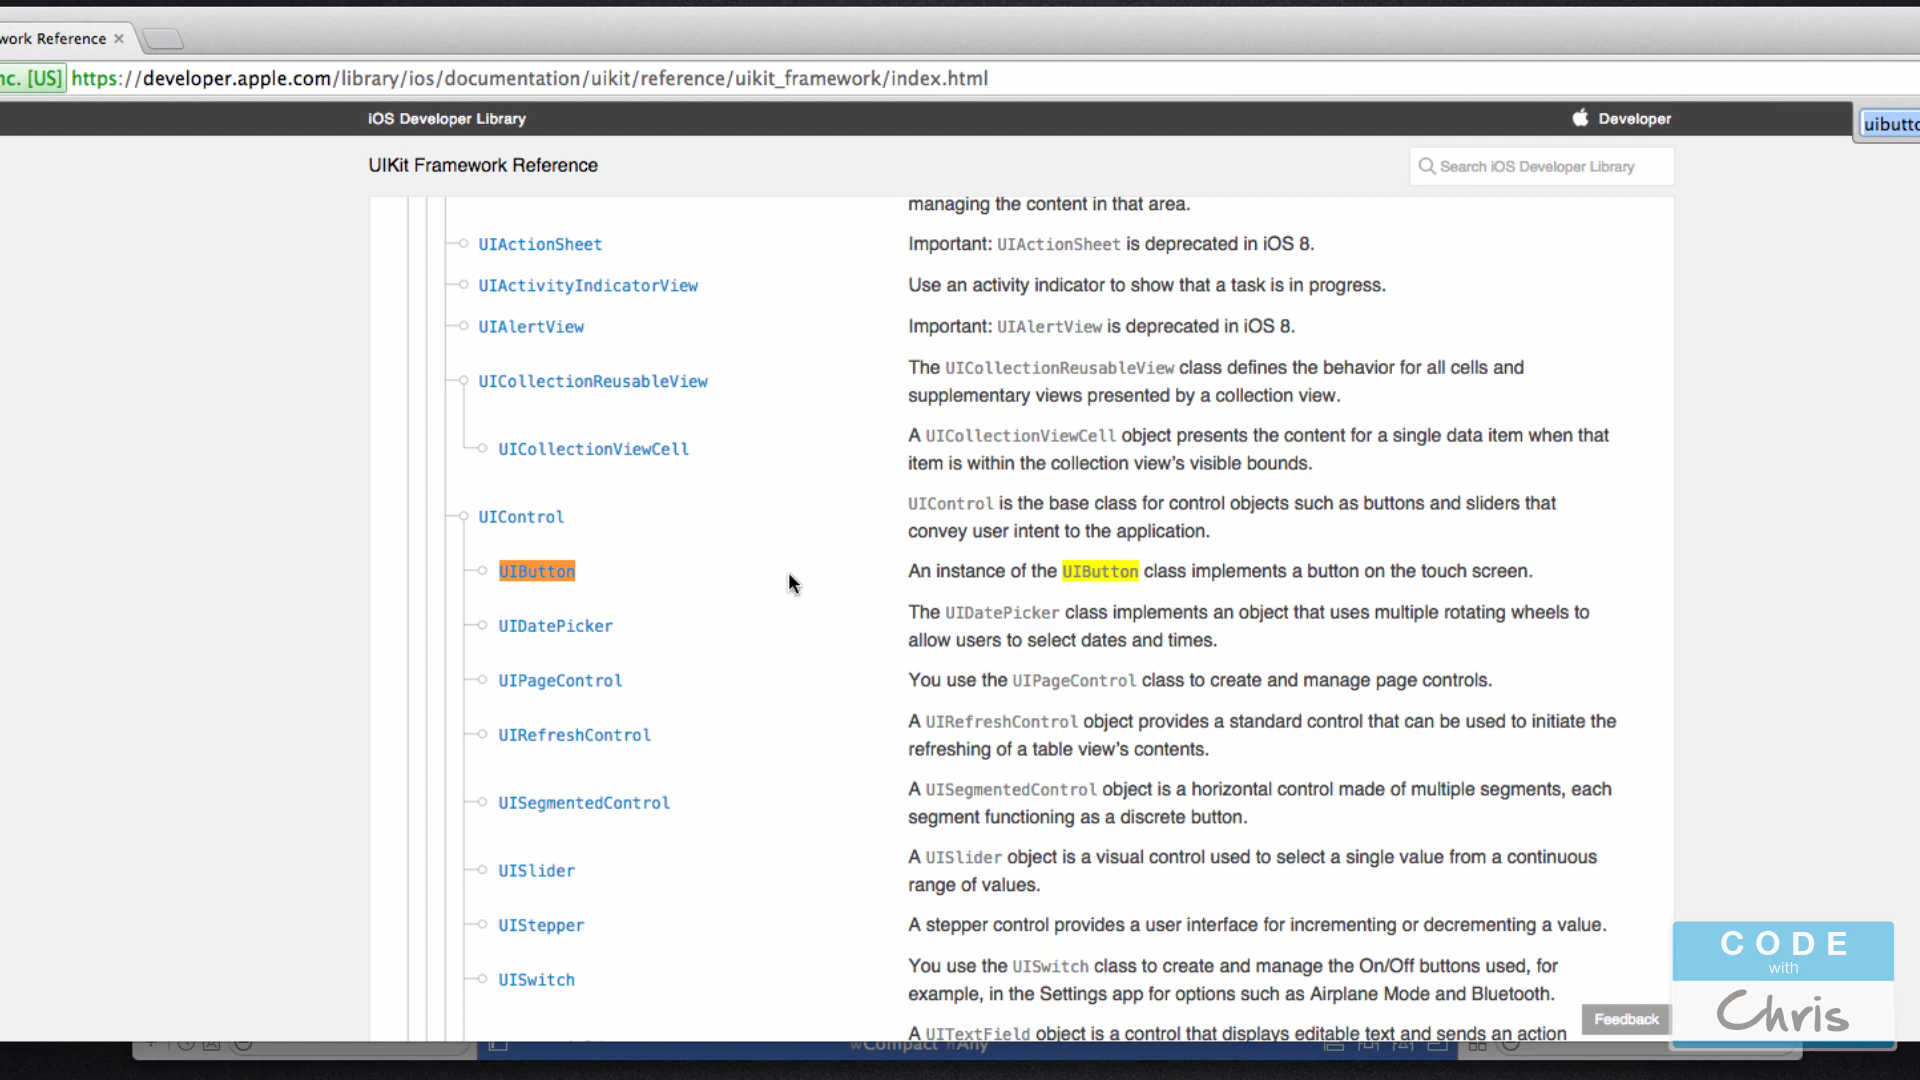 work Reference ×
nc. [US] https://developer.apple.com/library/ios/documentation/uikit/reference/uikit_framework/index.html
iOS Developer Library
Developer
uibutto
UIKit Framework Reference
Search iOS Developer Library
managing the content in that area.
UIActionSheet
Important: UIActionSheet is deprecated in iOS 8.
UIActivityIndicatorView
Use an activity indicator to show that a task is in progress.
UIAlertView
Important: UIAlertView is deprecated in iOS 8.
UICollectionReusableView
The UICollectionReusableView class defines the behavior for all cells and
supplementary views presented by a collection view.
UICollectionViewCell
A UICollectionViewCell object presents the content for a single data item when that
item is within the collection view’s visible bounds.
UIControl
UIControl is the base class for control objects such as buttons and sliders that
convey user intent to the application.
UIButton
An instance of the UIButton class implements a button on the touch screen.
UIDatePicker
The UIDatePicker class implements an object that uses multiple rotating wheels to
allow users to select dates and times.
UIPageControl
You use the UIPageControl class to create and manage page controls.
UIRefreshControl
A UIRefreshControl object provides a standard control that can be used to initiate the
refreshing of a table view’s contents.
UISegmentedControl
A UISegmentedControl object is a horizontal control made of multiple segments, each
segment functioning as a discrete button.
UISlider
A UISlider object is a visual control used to select a single value from a continuous
range of values.
UIStepper
A stepper control provides a user interface for incrementing or decrementing a value.
UISwitch
You use the UISwitch class to create and manage the On/Off buttons used, for
example, in the Settings app for options such as Airplane Mode and Bluetooth.
A UITextField object is a control that displays editable text and sends an action
Feedback
CODE
with
Chris
wCompact hAny